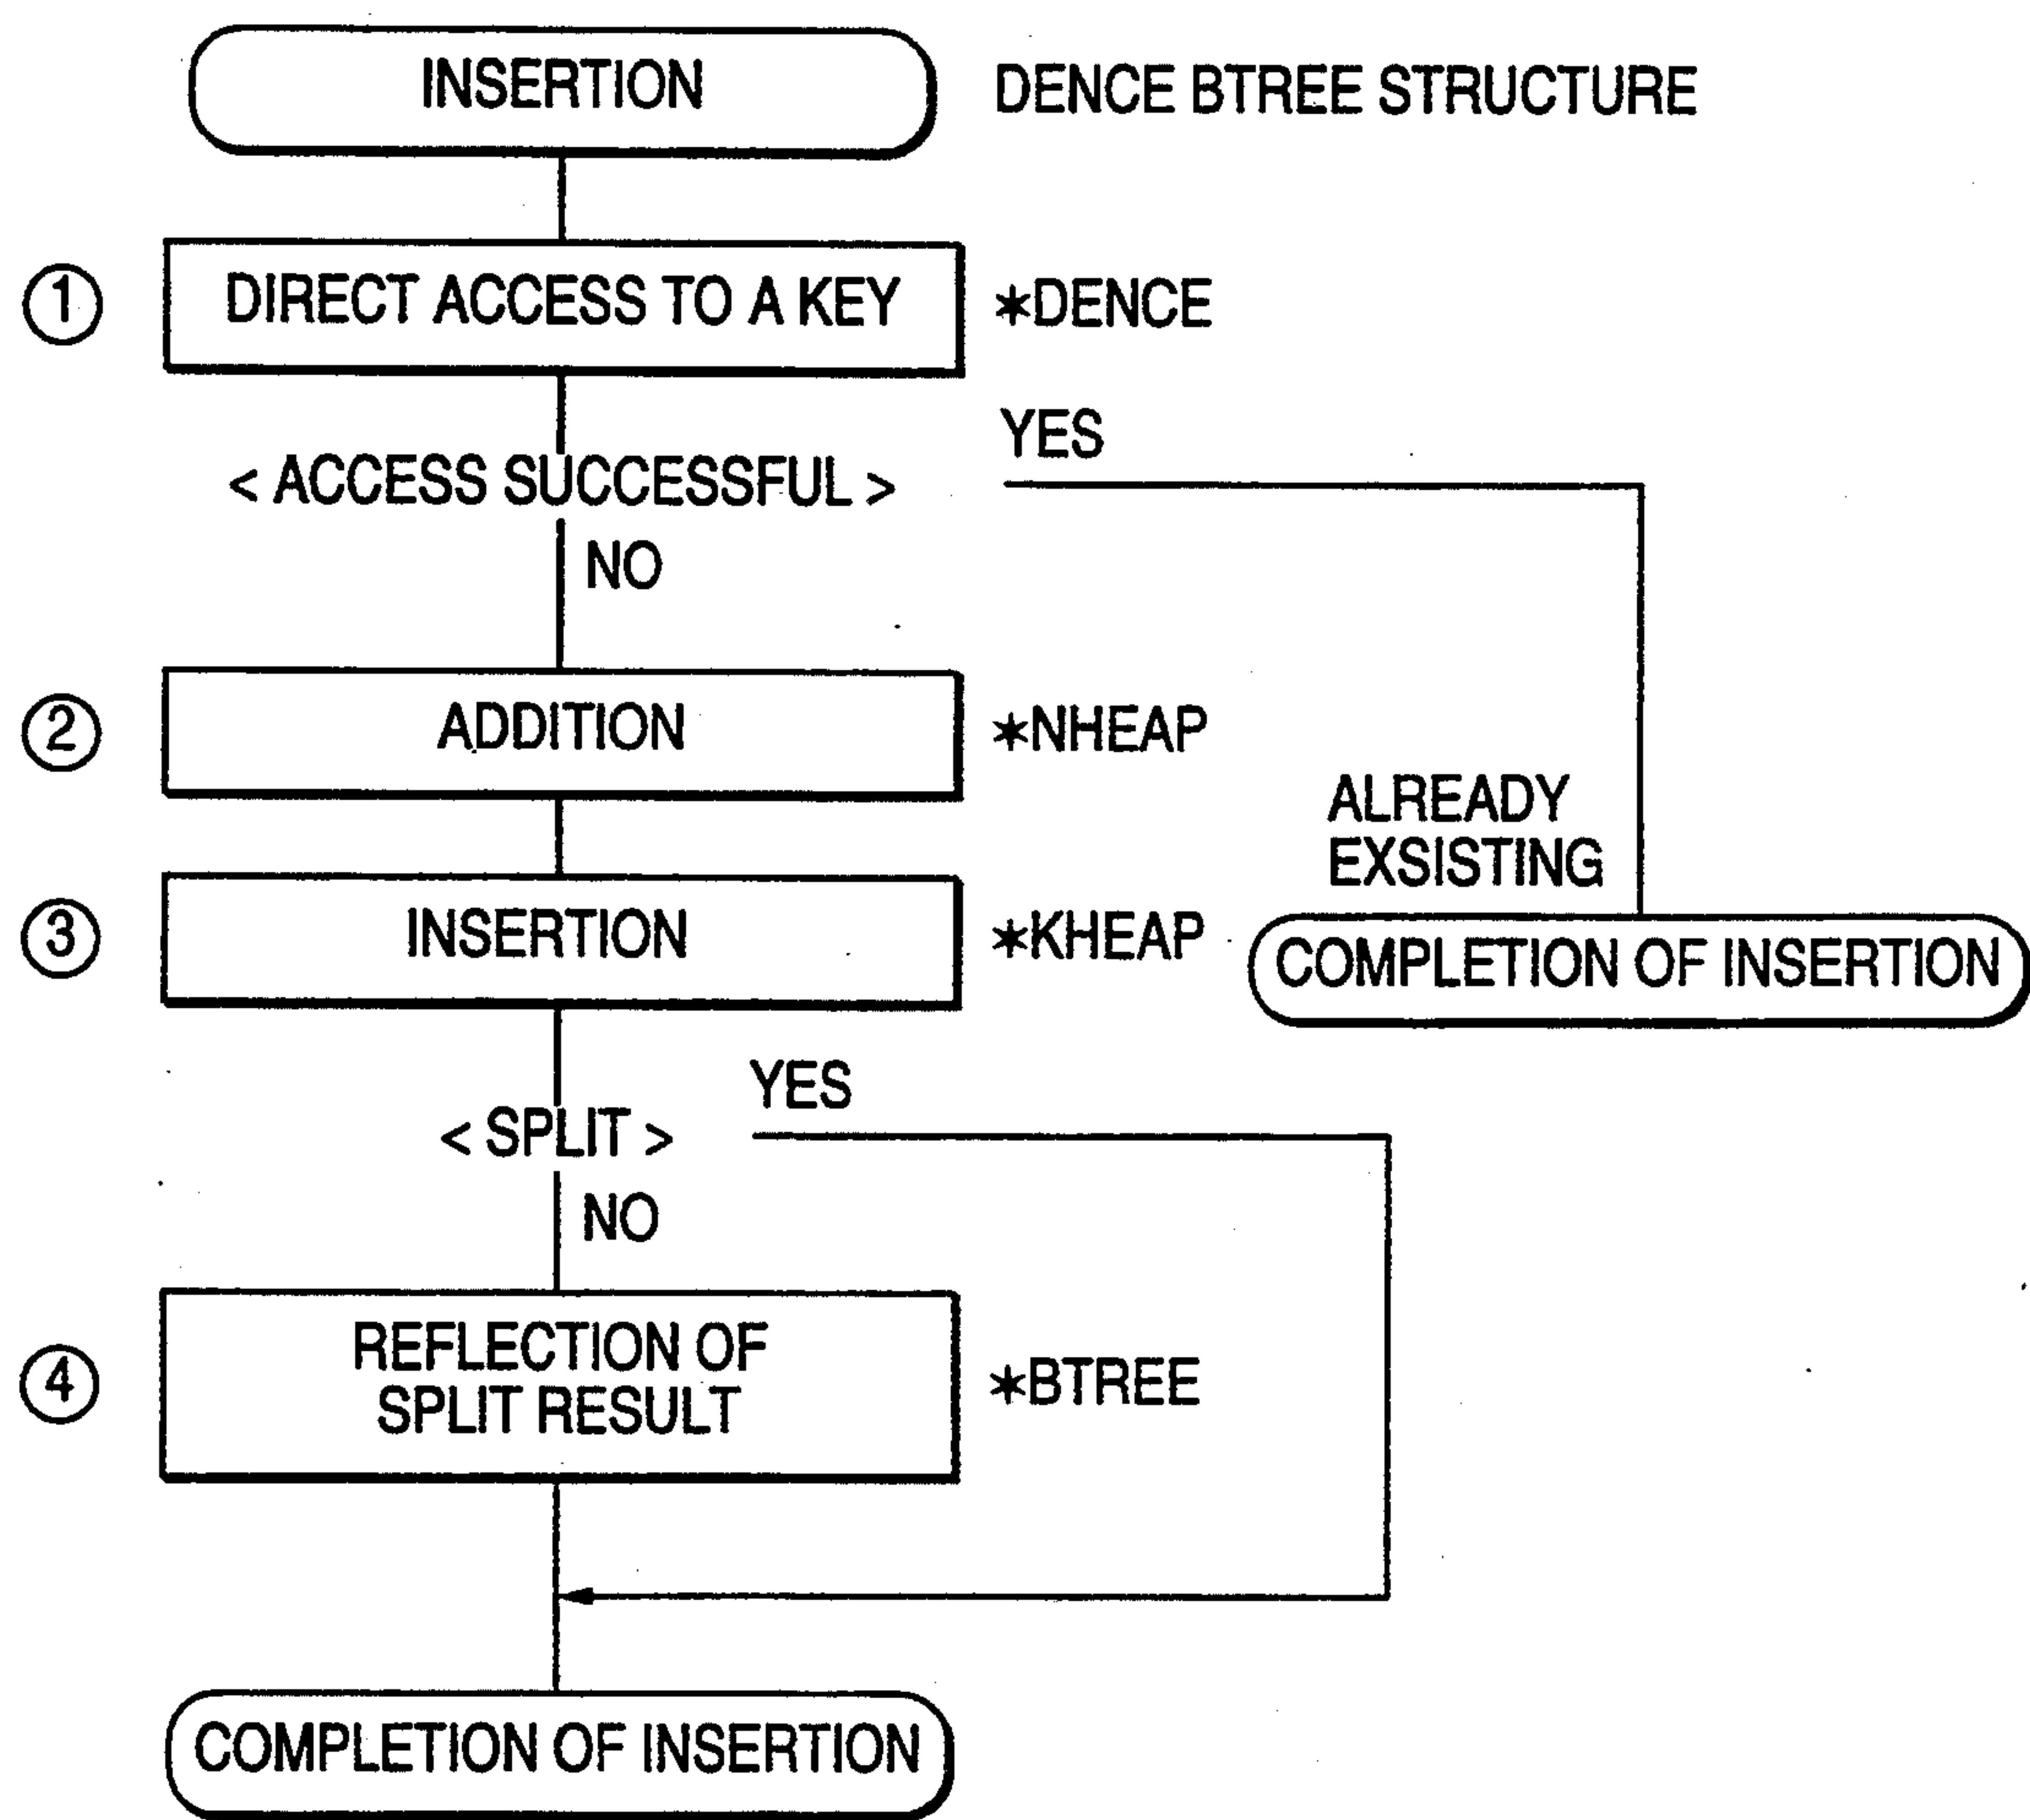 INSERTION
DENCE BTREE STRUCTURE
1
DIRECT ACCESS TO A KEY
*DENCE
YES
< ACCESS SUCCESSFUL >
NO
2
ADDITION
*NHEAP
ALREADY
EXSISTING
3
INSERTION
*KHEAP
COMPLETION OF INSERTION
YES
< SPLIT >
NO
4
REFLECTION OF
SPLIT RESULT
*BTREE
COMPLETION OF INSERTION